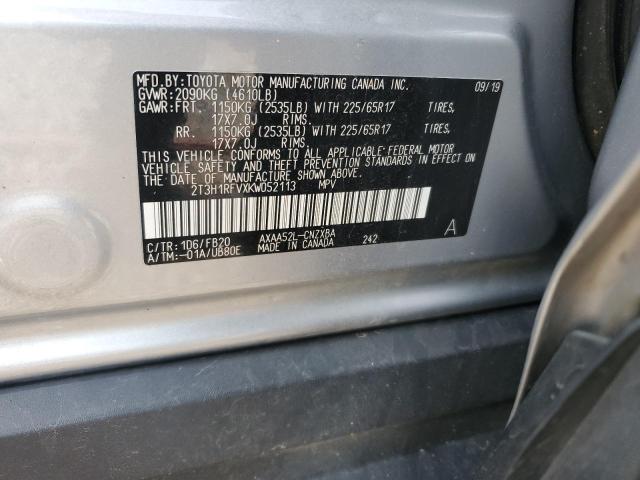 MFD.BY:TOYOTA MOTOR MANUFACTURING CANADA INC. 09/19
GVWR:2090KG (4610LB)
GAWR:FRT. 1150KG (2535LB) WITH 225/65R17 TIRES,
17X7.0J RIMS.
RR. 1150KG (2535LB) WITH 225/65R17 TIRES,
17X7.0J RIMS.
THIS VEHICLE CONFORMS TO ALL APPLICABLE FEDERAL MOTOR
VEHICLE SAFETY AND THEFT PREVENTION STANDARDS IN EFFECT
ON THE DATE OF MANUFACTURE SHOWN ABOVE.
2T3H1RFVXKW052113 MPV
A
C/TR:1D6/FB20 AXAA52L-CNZXBA 242
A/TM:-01A/UB80E MADE IN CANADA